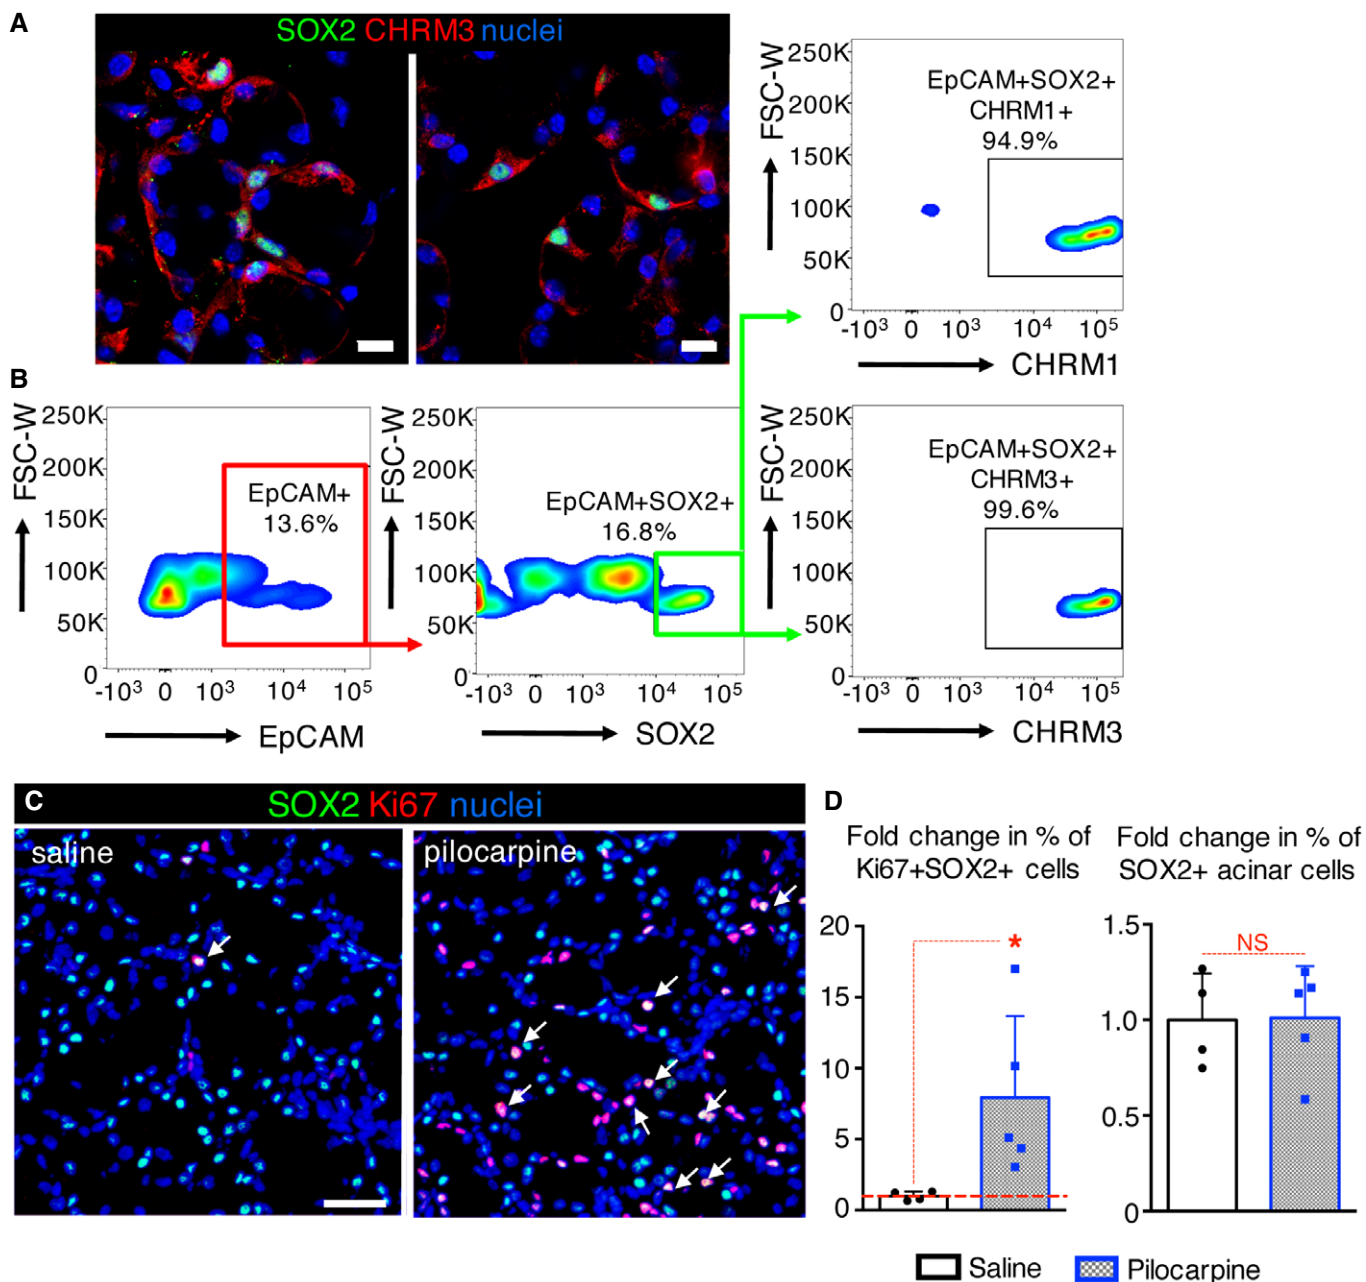 A
SOX2 CHRM3 nuclei
FSC-W
250K
200K
150K
100K
50K
0
EpCAM+SOX2+
CHRM1+
94.9%
-10³ 0 10³ 10⁴ 10⁵
CHRM1
B
FSC-W
250K
200K
150K
100K
50K
0
EpCAM+
13.6%
-10³ 0 10³ 10⁴ 10⁵
EpCAM
FSC-W
250K
200K
150K
100K
50K
0
EpCAM+SOX2+
16.8%
-10³ 0 10³ 10⁴ 10⁵
SOX2
FSC-W
250K
200K
150K
100K
50K
0
EpCAM+SOX2+
CHRM3+
99.6%
-10³ 0 10³ 10⁴ 10⁵
CHRM3
C
SOX2 Ki67 nuclei
saline
pilocarpine
D
Fold change in % of
Ki67+SOX2+ cells
20
15
10
5
0
*
Fold change in % of
SOX2+ acinar cells
1.5
1.0
0.5
0
NS
Saline
Pilocarpine